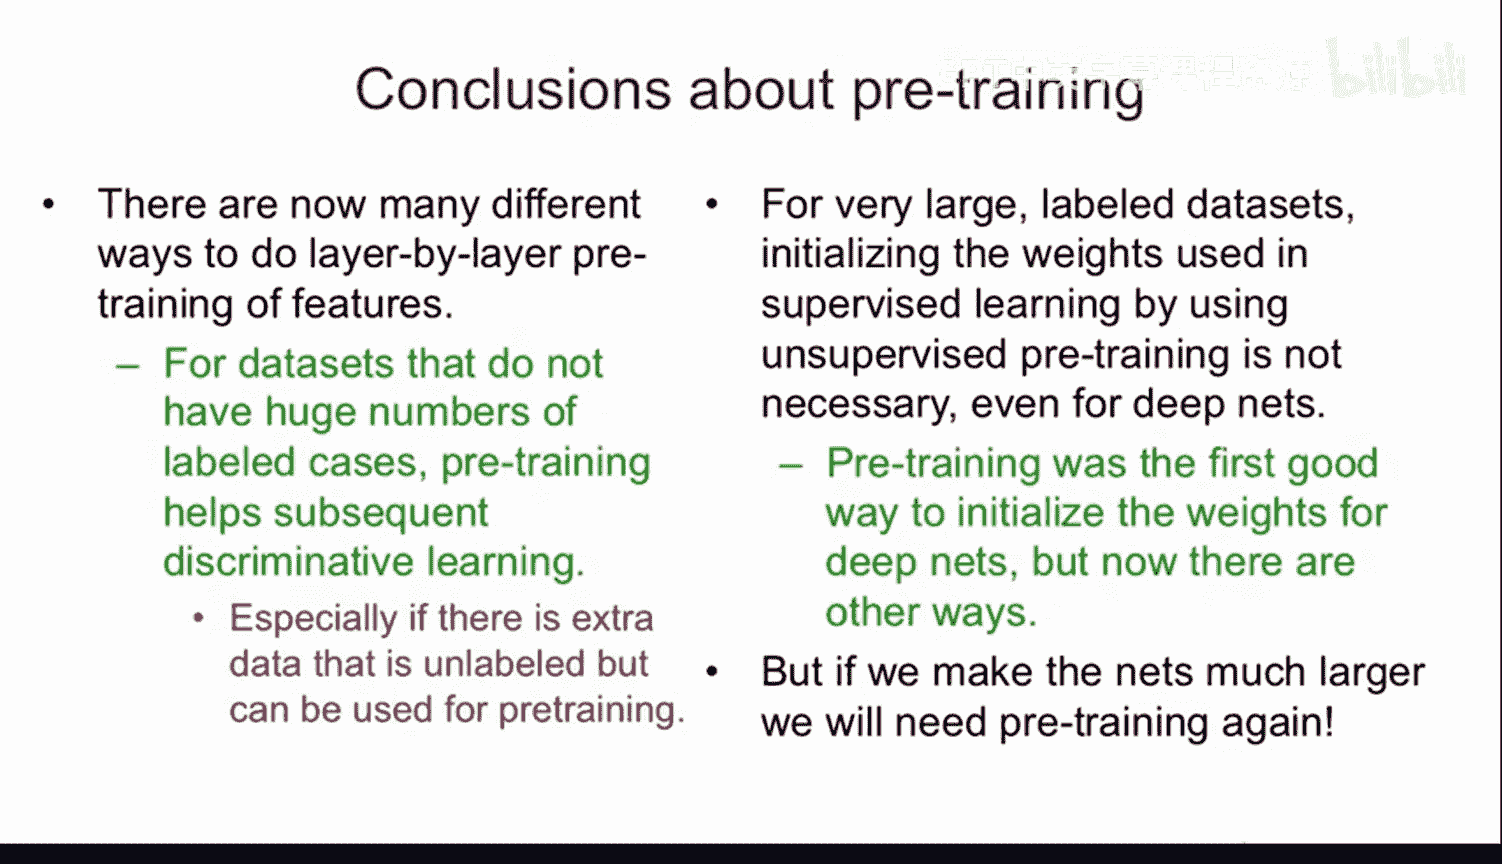 Conclusions about pre-training
bilibili
• There are now many different
ways to do layer-by-layer pre-
training of features.
– For datasets that do not
have huge numbers of
labeled cases, pre-training
helps subsequent
discriminative learning.
• Especially if there is extra
data that is unlabeled but
can be used for pretraining.
• For very large, labeled datasets,
initializing the weights used in
supervised learning by using
unsupervised pre-training is not
necessary, even for deep nets.
– Pre-training was the first good
way to initialize the weights for
deep nets, but now there are
other ways.
• But if we make the nets much larger
we will need pre-training again!